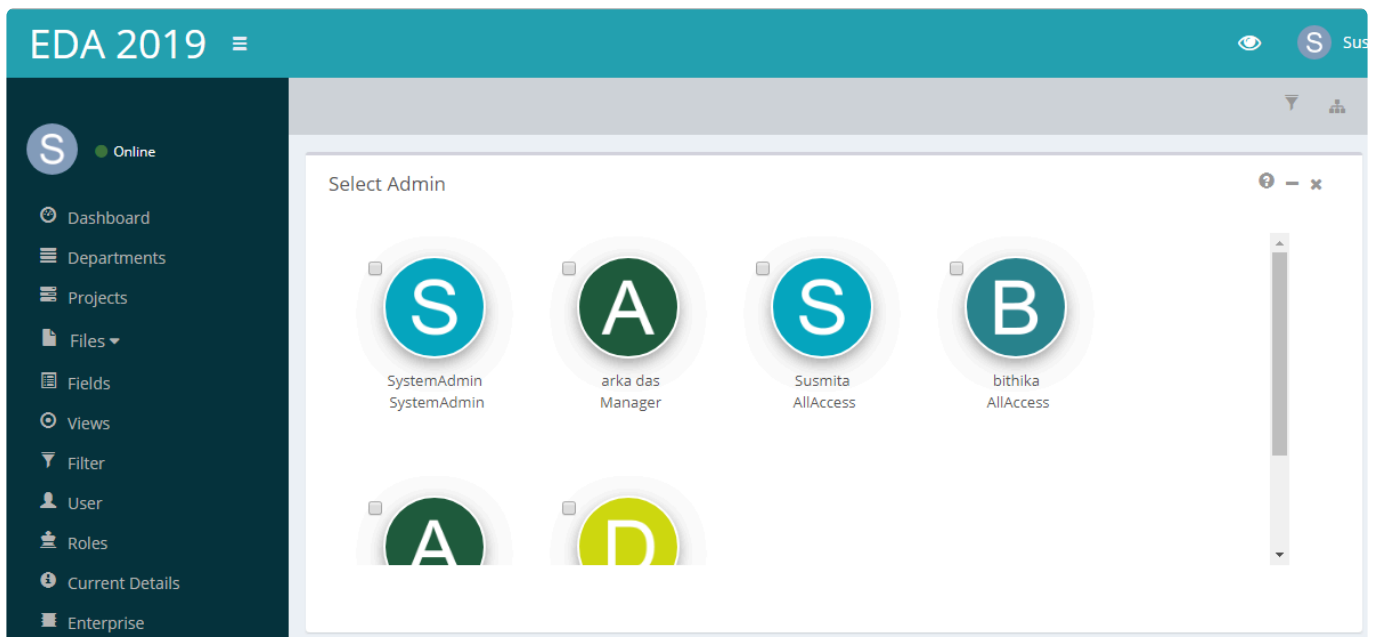 EDA 2019
S Sus
S Online
Dashboard
Departments
Projects
Files
Fields
Views
Filter
User
Roles
Current Details
Enterprise
Select Admin
S A S B
SystemAdmin arka das Susmita bithika
SystemAdmin Manager AllAccess AllAccess
A D